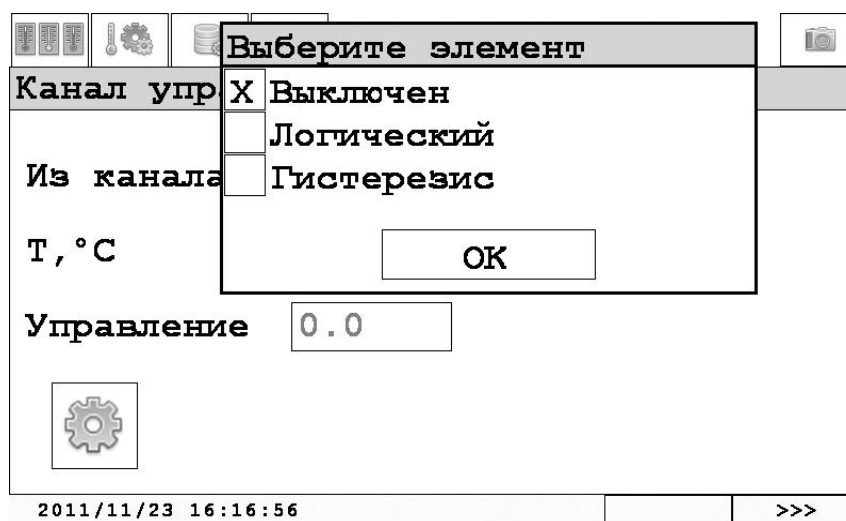 Выберите элемент
Канал упр
X Выключен
Логический
Из канала
Гистерезис
T,°C
OK
Управление 0.0
2011/11/23 16:16:56 >>>